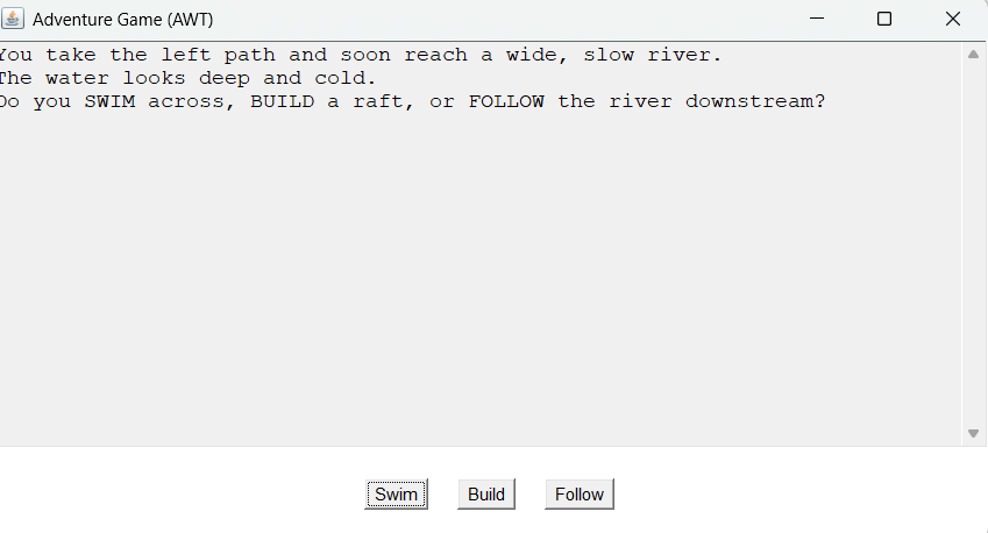 Adventure Game (AWT)
You take the left path and soon reach a wide, slow river.
The water looks deep and cold.
Do you SWIM across, BUILD a raft, or FOLLOW the river downstream?
Swim Build Follow